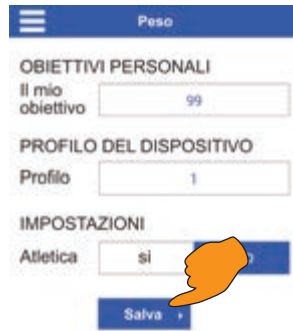 Peso
OBIETTIVI PERSONALI
Il mio
obiettivo 99
PROFILO DEL DISPOSITIVO
Profilo 1
IMPOSTAZIONI
Atletica si
Salva